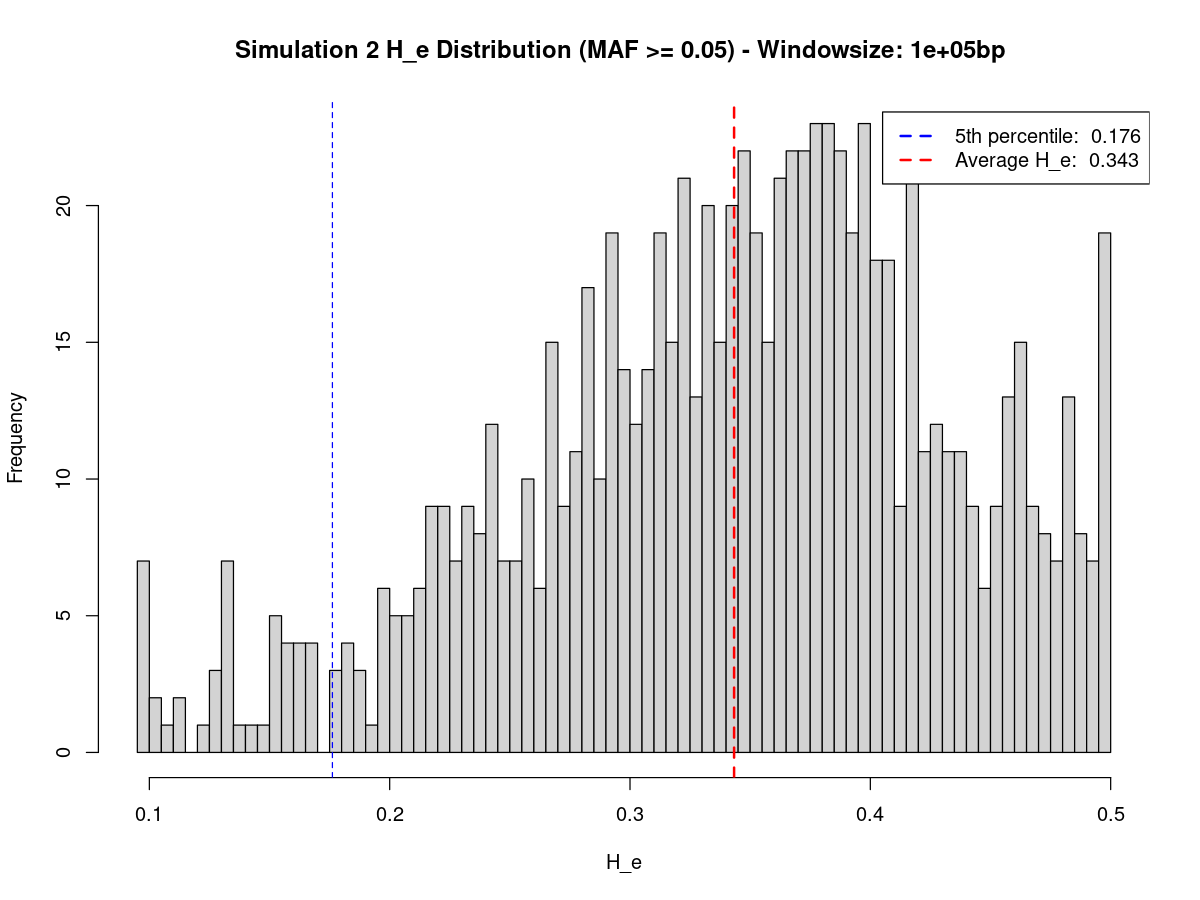 Simulation 2 H_e Distribution (MAF >= 0.05) - Windowsize: 1e+05bp
5th percentile:  0.176
Average H_e:  0.343
Frequency
20
15
10
5
0
0.1 0.2 0.3 0.4 0.5
H_e